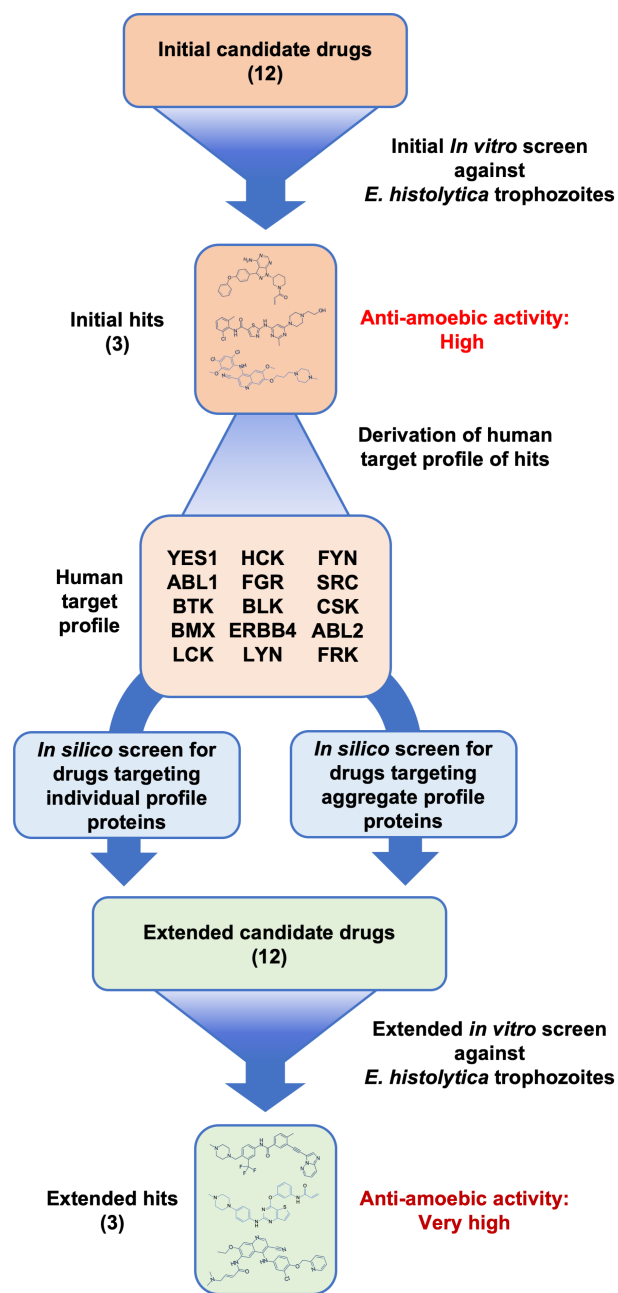 Initial candidate drugs
(12)
Initial In vitro screen
against
E. histolytica trophozoites
Initial hits
(3)
Anti-amoebic activity:
High
Derivation of human
target profile of hits
Human
target
profile
YES1 HCK FYN
ABL1 FGR SRC
BTK BLK CSK
BMX ERBB4 ABL2
LCK LYN FRK
In silico screen for
drugs targeting
individual profile
proteins
In silico screen for
drugs targeting
aggregate profile
proteins
Extended candidate drugs
(12)
Extended in vitro screen
against
E. histolytica trophozoites
Extended hits
(3)
Anti-amoebic activity:
Very high